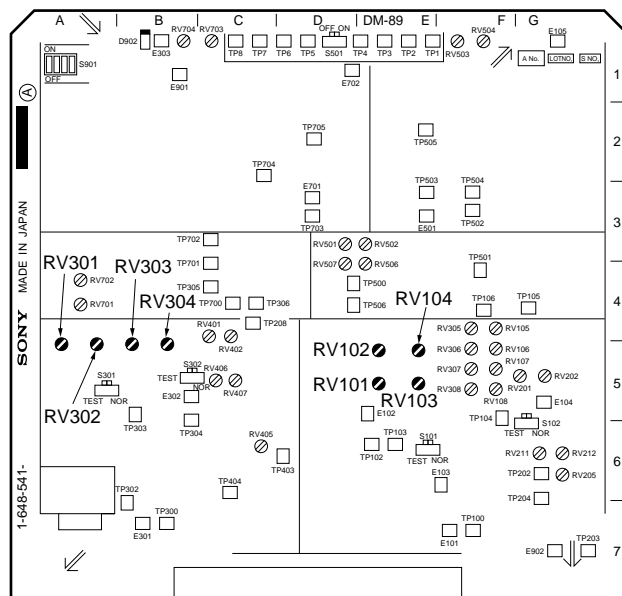 A B C D DM-89 E F G
RV704 RV703 OFF ON RV504 E105
D902 E303 TP8 TP7 TP6 TP5 S501 TP4 TP3 TP2 TP1 RV503
ON S901 OFF
A No. LOTNO. S NO.
E901 E702 1
A
TP705 TP505 2
TP704
E701 TP503 TP504
TP703 E501 TP502 3
TP702 RV501 RV502
TP701 RV507 RV506 TP501
RV301 RV303 RV702 TP305 TP500
RV304 RV701 TP700 TP306 TP506 RV104 TP106 TP105 4
TP208
RV401 RV402 RV305 RV105
RV102 RV306 RV106
S301 S302 RV307 RV107
TEST RV406 RV101 RV202 5
RV302 TEST NOR NOR RV407 RV103 RV308 RV201
E302 RV108 E104
TP303 TP304 E102 TP104 S102
TEST NOR
RV405 TP102 TP103 S101 RV211 RV212
TP403 TEST NOR TP202 RV205 6
TP404 E103
TP302 TP204
E301 TP300 E101 TP100
E902 TP203 7
SONY MADE IN JAPAN
1-648-541-